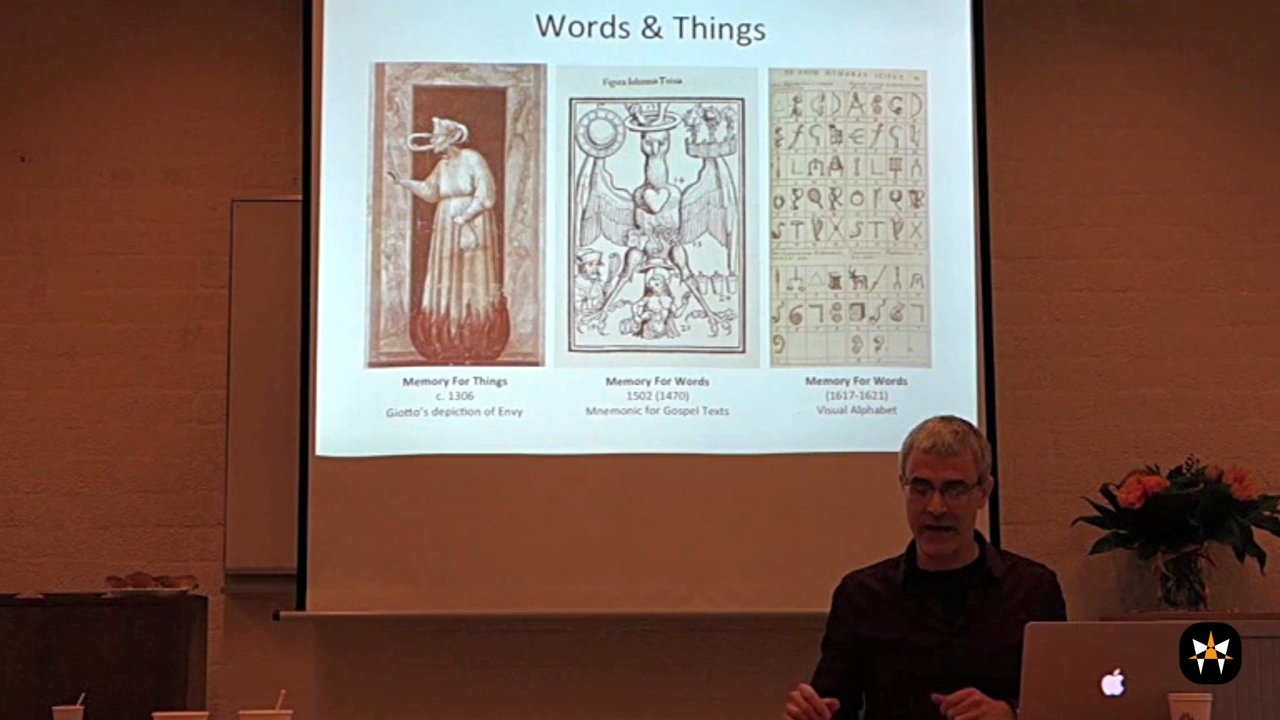 Words & Things
Memory For Things
c. 1306
Giotto's depiction of Envy
Memory For Words
1502 (1470)
Mnemonic for Gospel Texts
Memory For Words
(1617-1621)
Visual Alphabet